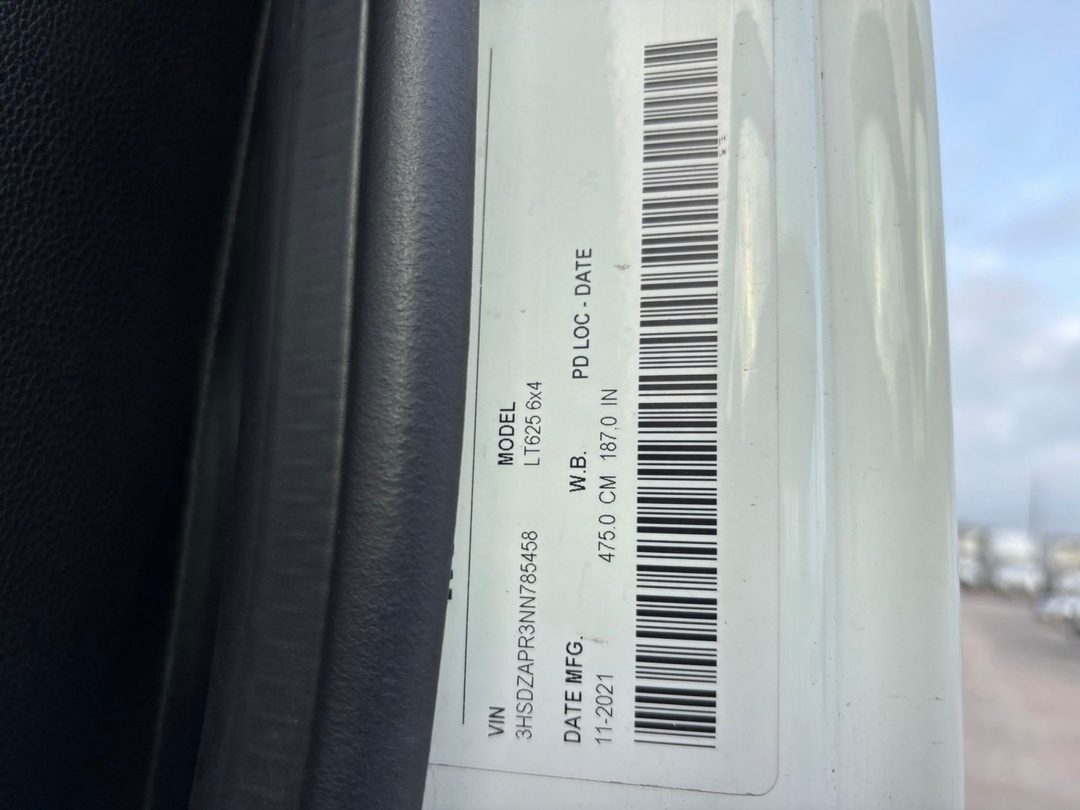 VIN
3HSDZAPR3NN785458
MODEL
LT625 6x4
DATE MFG.
11-2021
W.B.
475.0 CM 187.0 IN
PD LOC - DATE